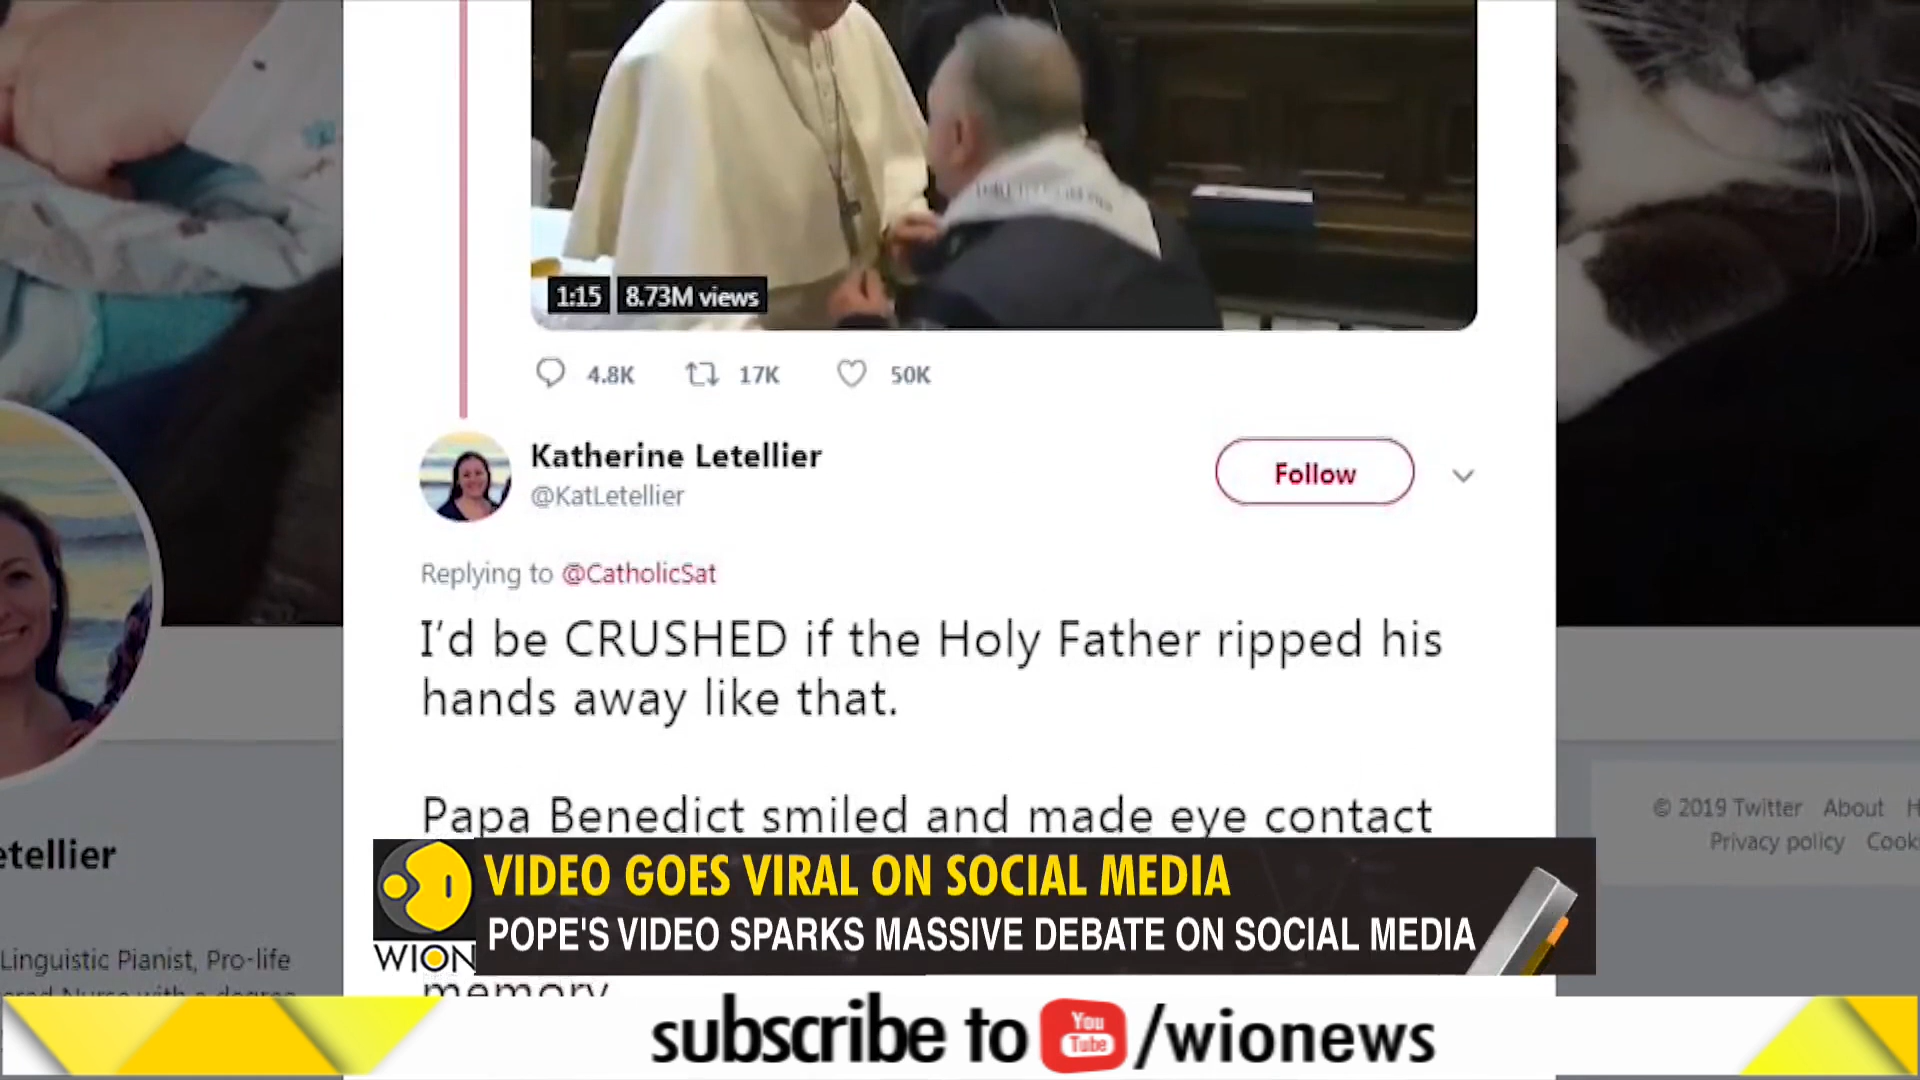 1:15 8.73M views
4.8K 17K 50K
Katherine Letellier
@KatLetellier
Follow
Replying to @CatholicSat
I'd be CRUSHED if the Holy Father ripped his
hands away like that.
Papa Benedict smiled and made eye contact
memory
etellier
Linguistic Pianist, Pro-life
© 2019 Twitter About
Privacy policy
VIDEO GOES VIRAL ON SOCIAL MEDIA
POPE'S VIDEO SPARKS MASSIVE DEBATE ON SOCIAL MEDIA
WION
subscribe to You Tube /wionews